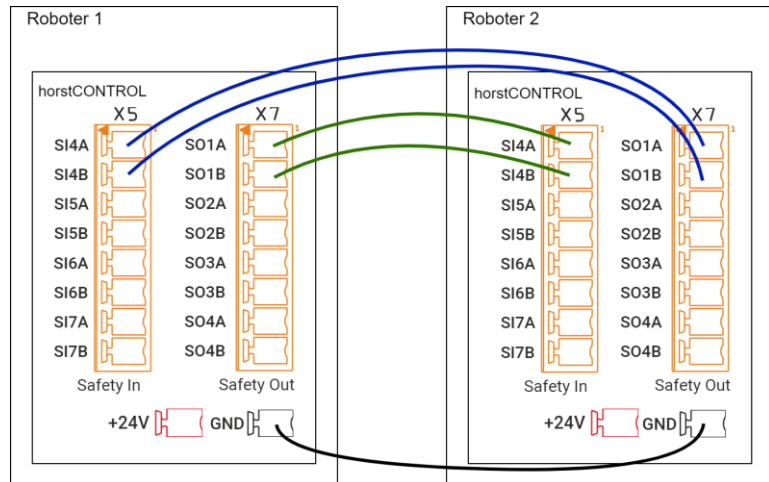 Roboter 1
horstCONTROL
X5 X7
1 1
SI4A SO1A
SI4B SO1B
SI5A SO2A
SI5B SO2B
SI6A SO3A
SI6B SO3B
SI7A SO4A
SI7B SO4B
Safety In Safety Out
+24V GND
Roboter 2
horstCONTROL
X5 X7
1 1
SI4A SO1A
SI4B SO1B
SI5A SO2A
SI5B SO2B
SI6A SO3A
SI6B SO3B
SI7A SO4A
SI7B SO4B
Safety In Safety Out
+24V GND